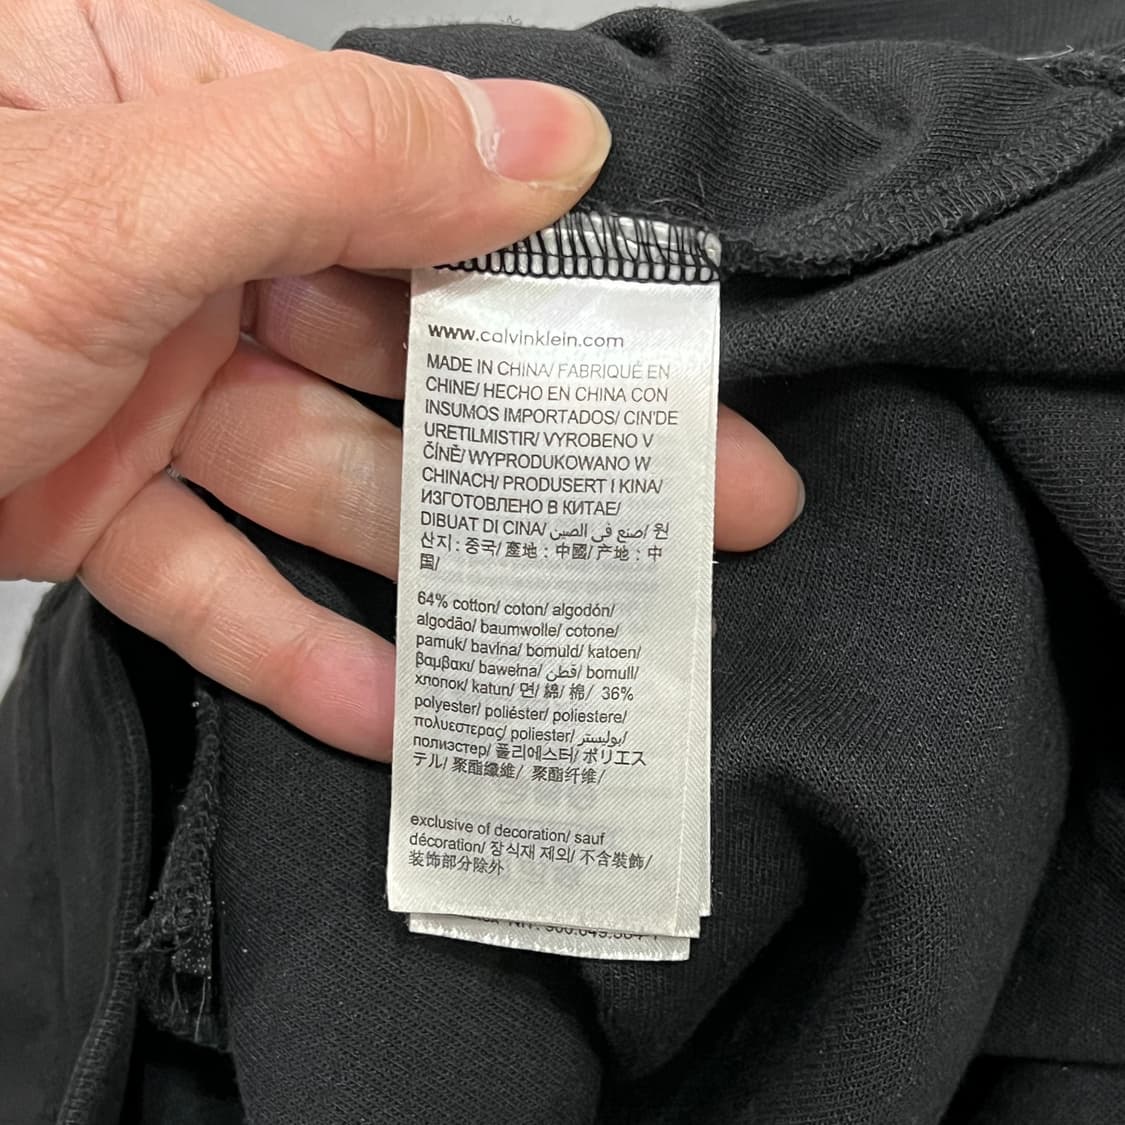 www.calvinklein.com
MADE IN CHINA/ FABRIQUÉ EN
CHINE/ HECHO EN CHINA CON
INSUMOS IMPORTADOS/ CIN'DE
URETILMISTIR/ VYROBENO V
ČÍNĚ/ WYPRODUKOWANO W
CHINACH/ PRODUSERT I KINA/
ИЗГОТОВЛЕНО В КИТАЕ/
DIBUAT DI CINA/ صنع في الصين/ 원
산지 : 중국/ 產地 : 中國/ 产地 : 中
国/
64% cotton/ coton/ algodón/
algodão/ baumwolle/ cotone/
pamuk/ bavlna/ bomuld/ katoen/
βαμβακι/ bawełna/ قطن/ bomull/
хлопок/ katun/ 면/ 綿/ 棉/ 36%
polyester/ poliéster/ poliestere/
πολυεστερας/ poliester/ بوليستر/
полиэстер/ 폴리에스터/ ポリエス
テル/ 聚酯纖維/ 聚酯纤维/
exclusive of decoration/ sauf
décoration/ 장식재 제외/ 不含裝飾/
装饰部分除外